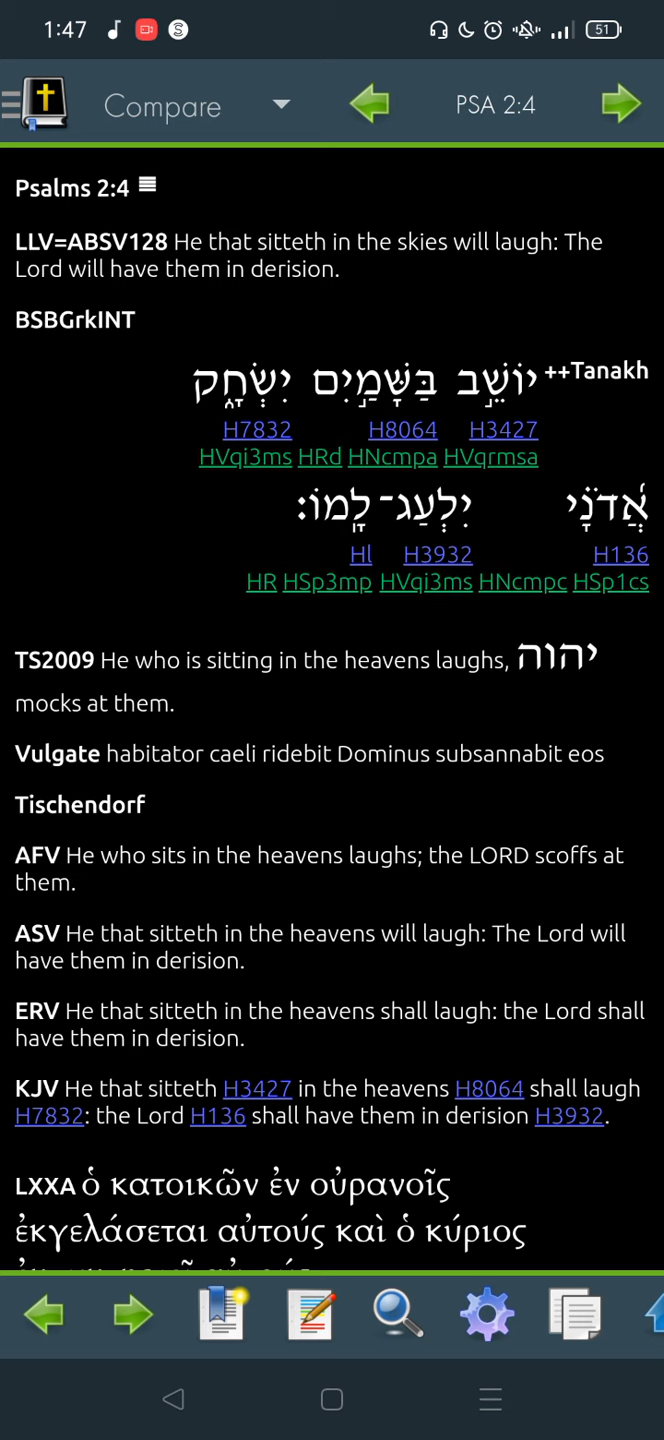 1:47
51
Compare
PSA 2:4
Psalms 2:4
LLV=ABSV128 He that sitteth in the skies will laugh: The
Lord will have them in derision.
BSBGrkINT
++Tanakh יוֹשֵׁ֣ב בַּשָּׁמַ֣יִם יִשְׂחָ֑ק
H7832 H8064 H3427
HVqi3ms HRd HNcmpa HVqrmsa
אֲ֝דֹנָ֗י יִלְעַג־ לָֽמוֹ׃
Hl H3932 H136
HR HSp3mp HVqi3ms HNcmpc HSp1cs
TS2009 He who is sitting in the heavens laughs, יהוה
mocks at them.
Vulgate habitator caeli ridebit Dominus subsannabit eos
Tischendorf
AFV He who sits in the heavens laughs; the LORD scoffs at
them.
ASV He that sitteth in the heavens will laugh: The Lord will
have them in derision.
ERV He that sitteth in the heavens shall laugh: the Lord shall
have them in derision.
KJV He that sitteth H3427 in the heavens H8064 shall laugh
H7832: the Lord H136 shall have them in derision H3932.
LXXA ὁ κατοικῶν ἐν οὐρανοῖς
ἐκγελάσεται αὐτούς καὶ ὁ κύριος